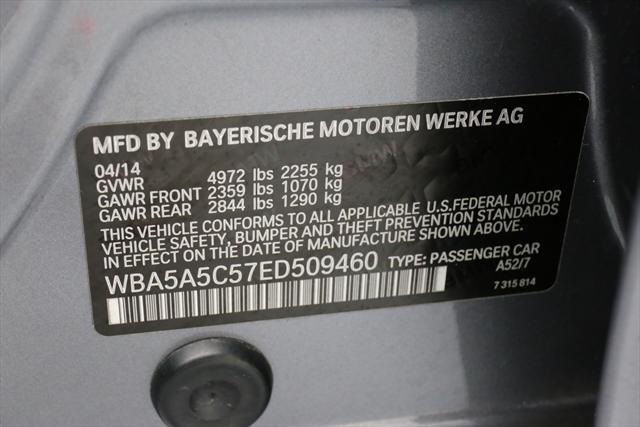 MFD BY BAYERISCHE MOTOREN WERKE AG
04/14
GVWR 4972 lbs 2255 kg
GAWR FRONT 2359 lbs 1070 kg
GAWR REAR 2844 lbs 1290 kg
THIS VEHICLE CONFORMS TO ALL APPLICABLE U.S.FEDERAL MOTOR
VEHICLE SAFETY, BUMPER AND THEFT PREVENTION STANDARDS
IN EFFECT ON THE DATE OF MANUFACTURE SHOWN ABOVE.
WBA5A5C57ED509460 TYPE: PASSENGER CAR
A52/7
7 315 814